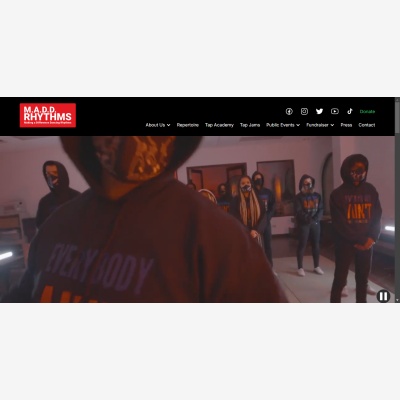 M.A.D.D.
RHYTHMS
Making A Difference Dancing Rhythms
Donate
About Us Repertoire Tap Academy Tap Jams Public Events Fundraiser Press Contact
EVERYBODY
AIN'T